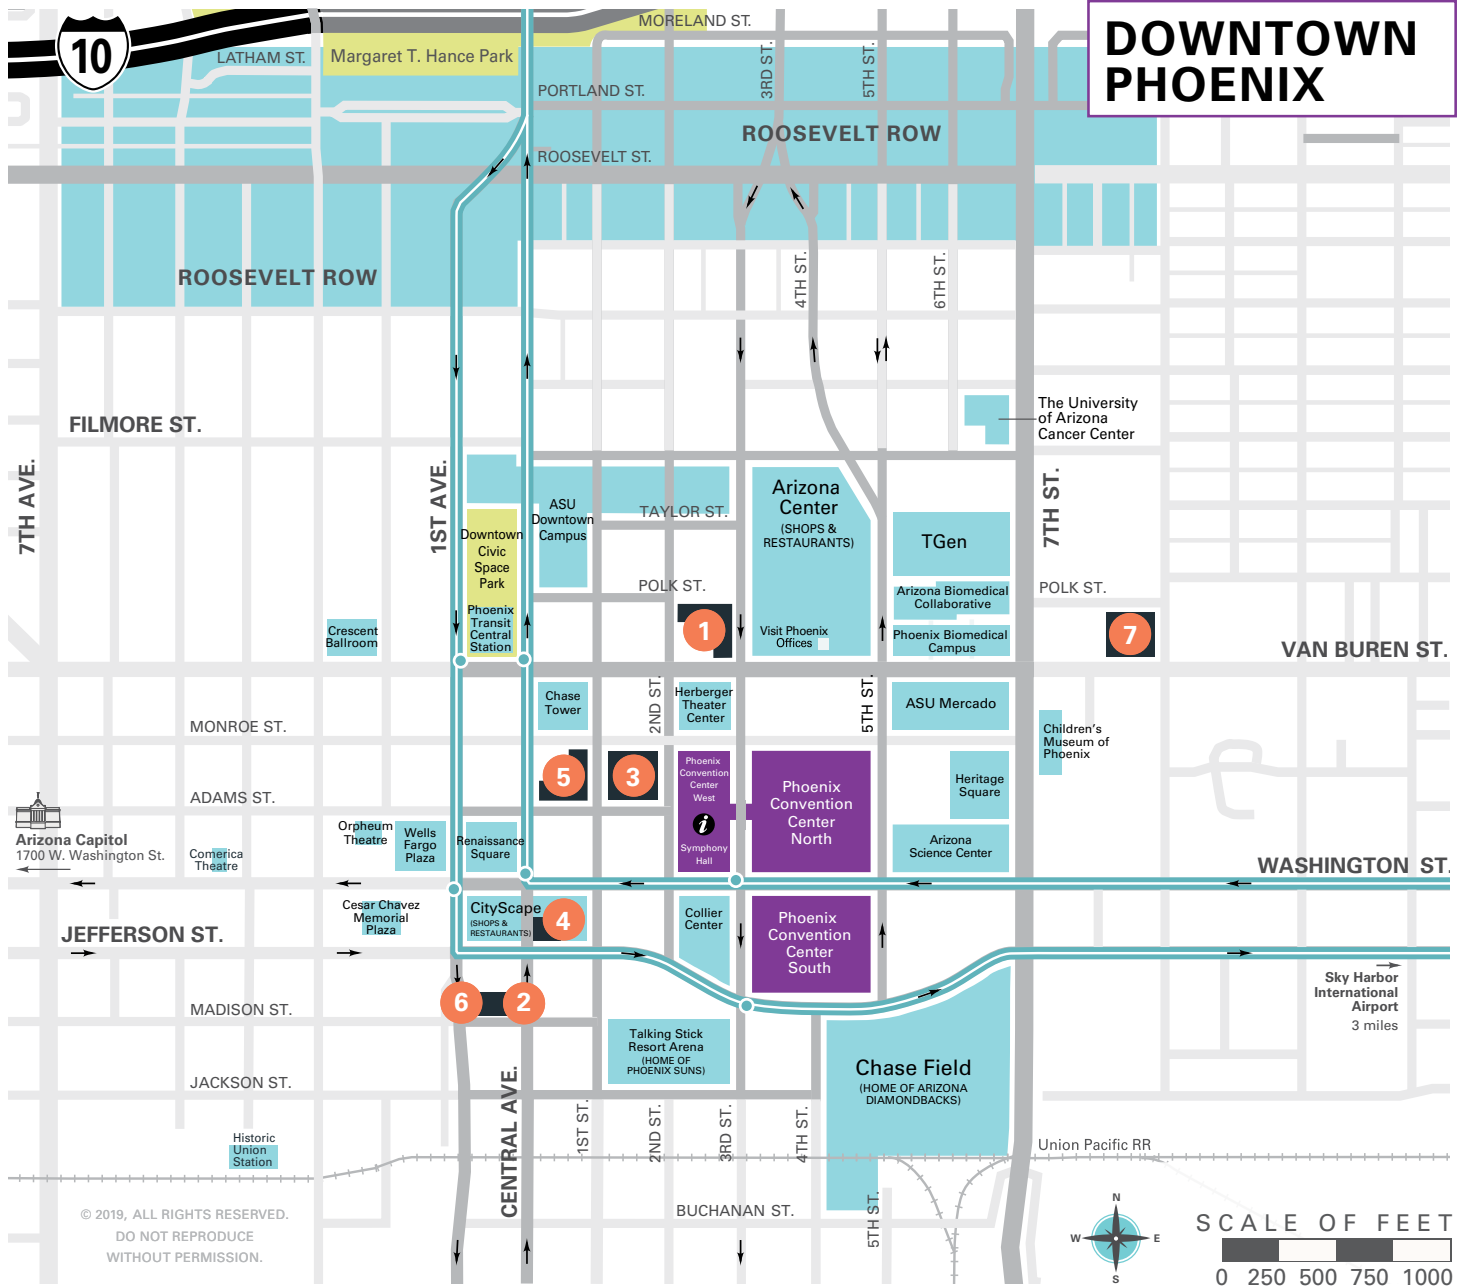 DOWNTOWN
PHOENIX
10
MORELAND ST.
LATHAM ST.
Margaret T. Hance Park
3RD ST.
5TH ST.
PORTLAND ST.
ROOSEVELT ROW
ROOSEVELT ST.
ROOSEVELT ROW
4TH ST.
6TH ST.
The University
of Arizona
Cancer Center
FILMORE ST.
7TH AVE.
1ST AVE.
7TH ST.
ASU
Downtown
Campus
Arizona
Center
(SHOPS &
RESTAURANTS)
TAYLOR ST.
TGen
Downtown
Civic
Space
Park
POLK ST.
Arizona Biomedical
Collaborative
POLK ST.
Phoenix
Transit
Central
Station
Crescent
Ballroom
1
Visit Phoenix
Offices
Phoenix Biomedical
Campus
7
VAN BUREN ST.
Chase
Tower
2ND ST.
Herberger
Theater
Center
5TH ST.
ASU Mercado
MONROE ST.
Children's
Museum of
Phoenix
5
3
Phoenix
Convention
Center
West
i
Symphony
Hall
Phoenix
Convention
Center
North
Heritage
Square
ADAMS ST.
Arizona Capitol
1700 W. Washington St.
Comerica
Theatre
Orpheum
Theatre
Wells
Fargo
Plaza
Renaissance
Square
Arizona
Science Center
WASHINGTON ST.
Cesar Chavez
Memorial
Plaza
CityScape
(SHOPS &
RESTAURANTS)
4
Collier
Center
Phoenix
Convention
Center
South
JEFFERSON ST.
Sky Harbor
International
Airport
3 miles
6
2
MADISON ST.
Talking Stick
Resort Arena
(HOME OF
PHOENIX SUNS)
Chase Field
(HOME OF ARIZONA
DIAMONDBACKS)
JACKSON ST.
CENTRAL AVE.
1ST ST.
2ND ST.
3RD ST.
4TH ST.
Historic
Union
Station
Union Pacific RR
5TH ST.
BUCHANAN ST.
© 2019, ALL RIGHTS RESERVED.
DO NOT REPRODUCE
WITHOUT PERMISSION.
N
W
E
S
SCALE OF FEET
0 250 500 750 1000